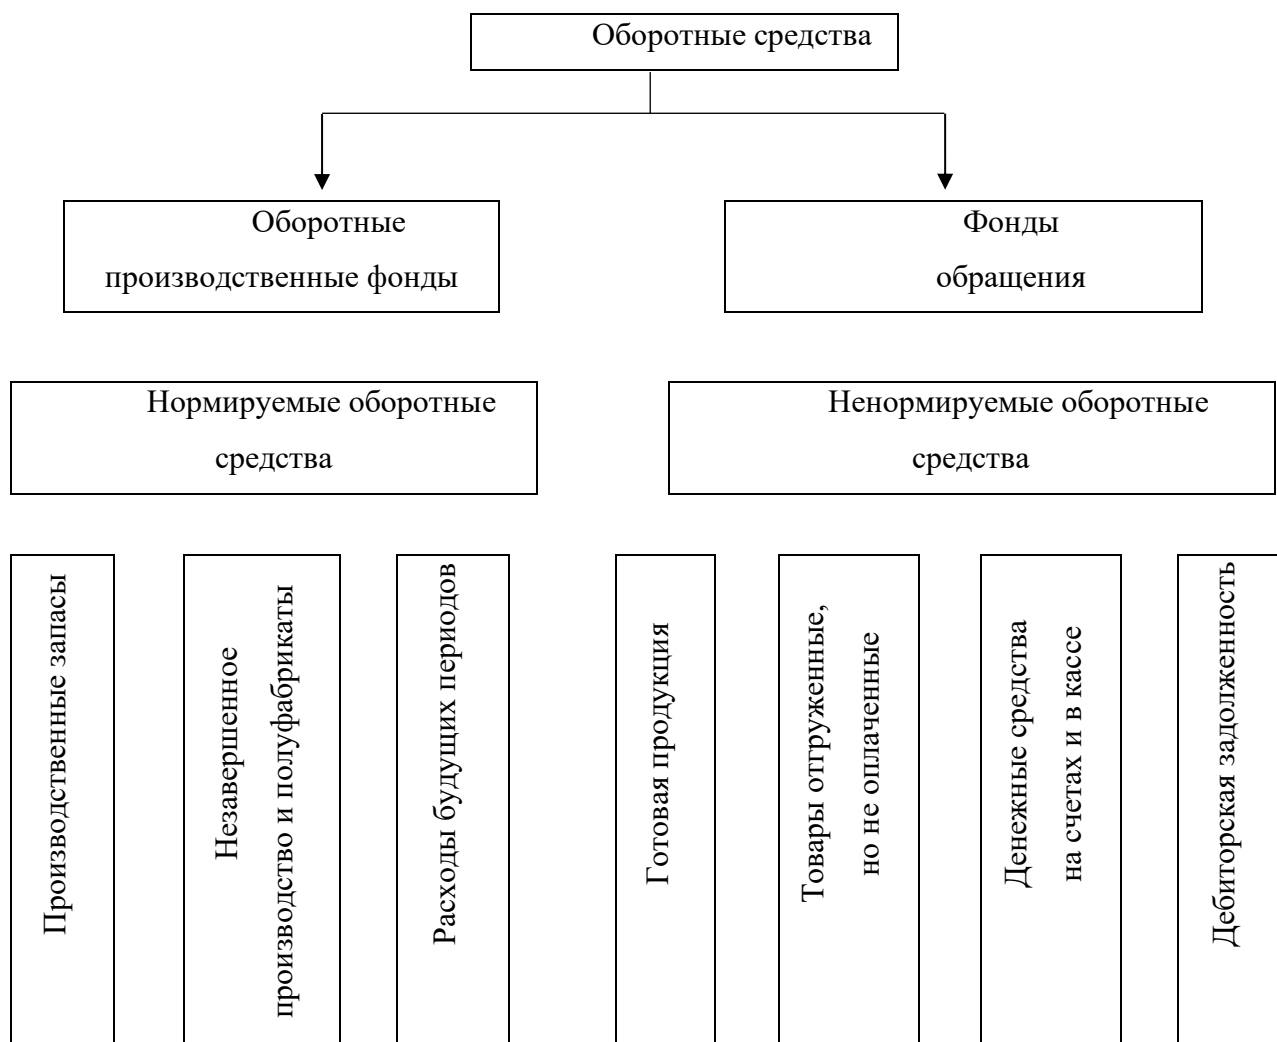 Оборотные средства
Оборотные
производственные фонды
Фонды
обращения
Нормируемые оборотные
средства
Ненормируемые оборотные
средства
Производственные запасы
Незавершенное
производство и полуфабрикаты
Расходы будущих периодов
Готовая продукция
Товары отгруженные,
но не оплаченные
Денежные средства
на счетах и в кассе
Дебиторская задолженность